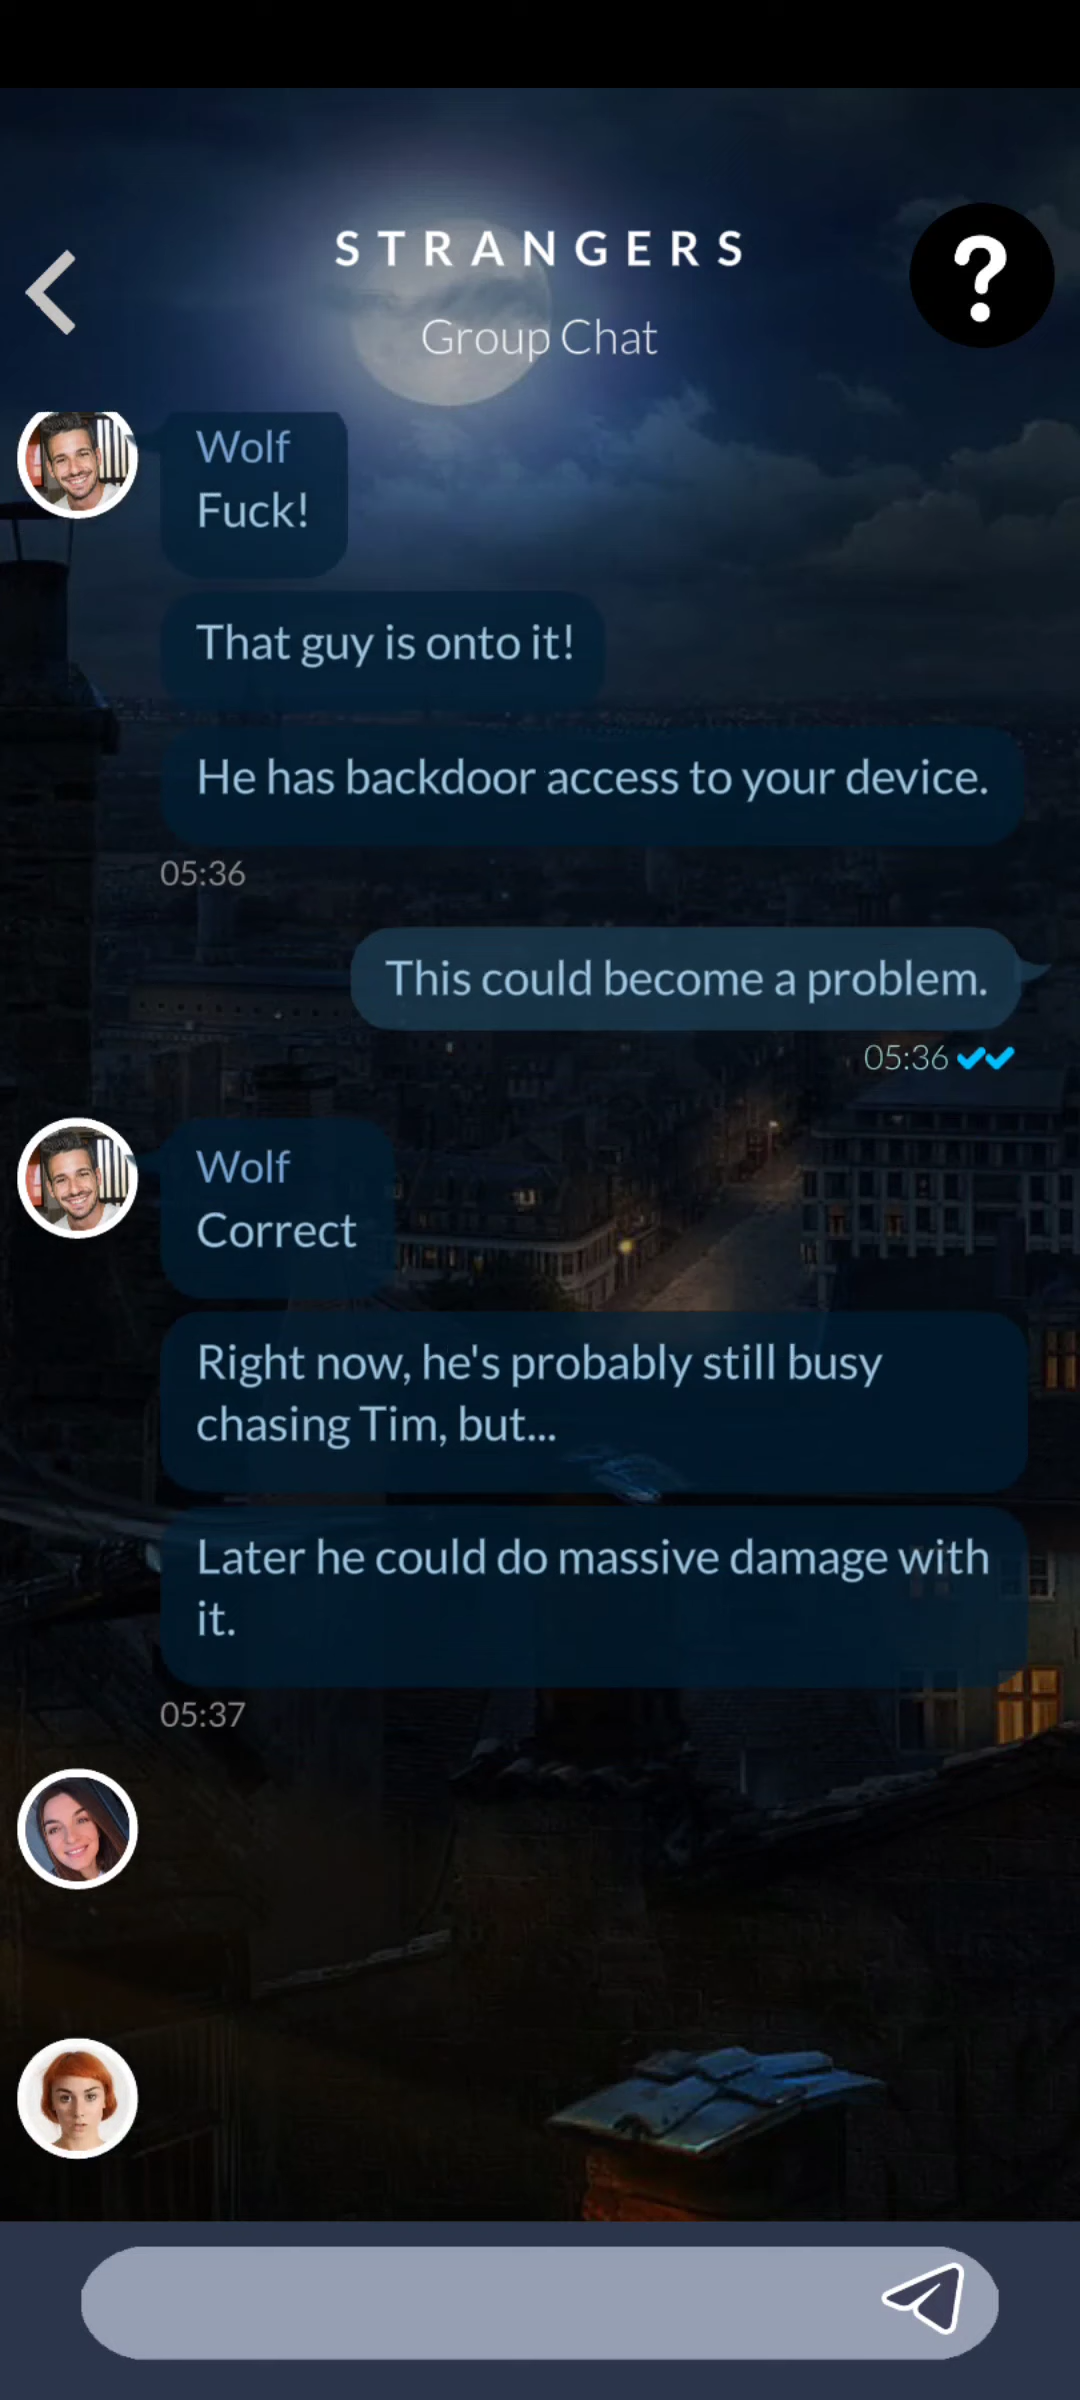 STRANGERS
Group Chat
?
Wolf
Fuck!
That guy is onto it!
He has backdoor access to your device.
05:36
This could become a problem.
05:36
Wolf
Correct
Right now, he's probably still busy
chasing Tim, but...
Later he could do massive damage with
it.
05:37